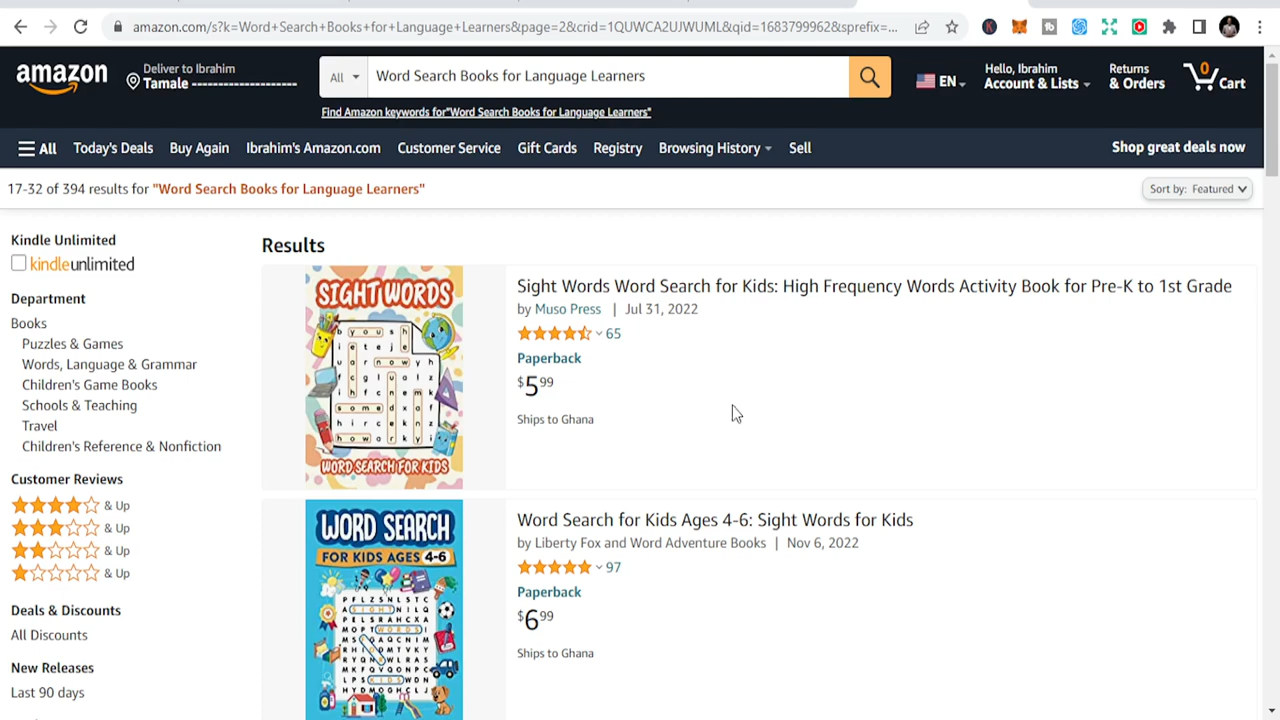 amazon.com/s?k=Word+Search+Books+for+Language+Learners&page=2&crid=1QUWCA2UJWUML&qid=1683799962&sprefix=...
amazon
Deliver to Ibrahim
Tamale ------------------
All
Word Search Books for Language Learners
EN
Hello, Ibrahim
Account & Lists
Returns
& Orders
0
Cart
Find Amazon keywords for"Word Search Books for Language Learners"
All
Today's Deals
Buy Again
Ibrahim's Amazon.com
Customer Service
Gift Cards
Registry
Browsing History
Sell
Shop great deals now
17-32 of 394 results for "Word Search Books for Language Learners"
Sort by: Featured
Kindle Unlimited
kindleunlimited
Department
Books
Puzzles & Games
Words, Language & Grammar
Children's Game Books
Schools & Teaching
Travel
Children's Reference & Nonfiction
Customer Reviews
& Up
& Up
& Up
& Up
Deals & Discounts
All Discounts
New Releases
Last 90 days
Results
SIGHT WORDS
WORD SEARCH FOR KIDS
Sight Words Word Search for Kids: High Frequency Words Activity Book for Pre-K to 1st Grade
by Muso Press | Jul 31, 2022
65
Paperback
$599
Ships to Ghana
WORD SEARCH
FOR KIDS AGES 4-6
Word Search for Kids Ages 4-6: Sight Words for Kids
by Liberty Fox and Word Adventure Books | Nov 6, 2022
97
Paperback
$699
Ships to Ghana